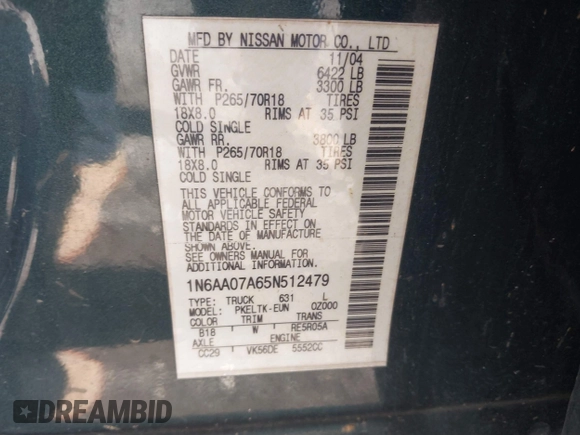 MFD BY NISSAN MOTOR CO., LTD
DATE 11/04
GVWR 6422 LB
GAWR FR. 3300 LB
WITH P265/70R18 TIRES
18X8.0 RIMS AT 35 PSI
COLD SINGLE
GAWR RR. 3800 LB
WITH P265/70R18 TIRES
18X8.0 RIMS AT 35 PSI
COLD SINGLE
THIS VEHICLE CONFORMS TO
ALL APPLICABLE FEDERAL
MOTOR VEHICLE SAFETY
STANDARDS IN EFFECT ON
THE DATE OF MANUFACTURE
SHOWN ABOVE.
SEE OWNERS MANUAL FOR
ADDITIONAL INFORMATION.
1N6AA07A65N512479
TYPE: TRUCK 631 L
MODEL: PKELTK-EUN 0Z000
COLOR TRIM TRANS
B18 W RE5R05A
AXLE ENGINE
CC29 VK56DE 5552CC
DREAMBID